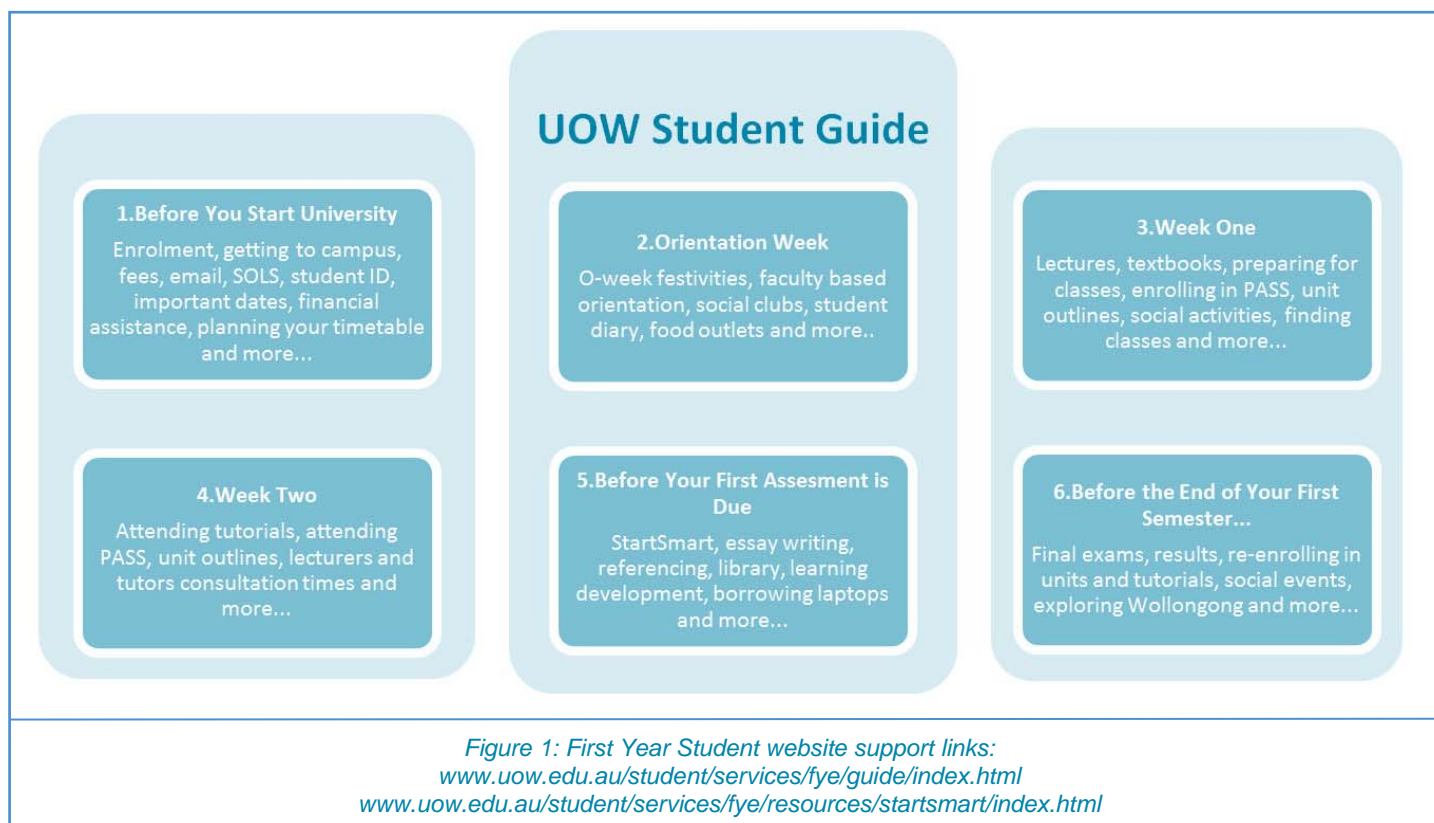 UOW Student Guide
1.Before You Start University
Enrolment, getting to campus,
fees, email, SOLS, student ID,
important dates, financial
assistance, planning your timetable
and more...
2.Orientation Week
O-week festivities, faculty based
orientation, social clubs, student
diary, food outlets and more..
3.Week One
Lectures, textbooks, preparing for
classes, enrolling in PASS, unit
outlines, social activities, finding
classes and more...
4.Week Two
Attending tutorials, attending
PASS, unit outlines, lecturers and
tutors consultation times and
more...
5.Before Your First Assesment is
Due
StartSmart, essay writing,
referencing, library, learning
development, borrowing laptops
and more...
6.Before the End of Your First
Semester...
Final exams, results, re-enrolling in
units and tutorials, social events,
exploring Wollongong and more...
Figure 1: First Year Student website support links:
www.uow.edu.au/student/services/fye/guide/index.html
www.uow.edu.au/student/services/fye/resources/startsmart/index.html